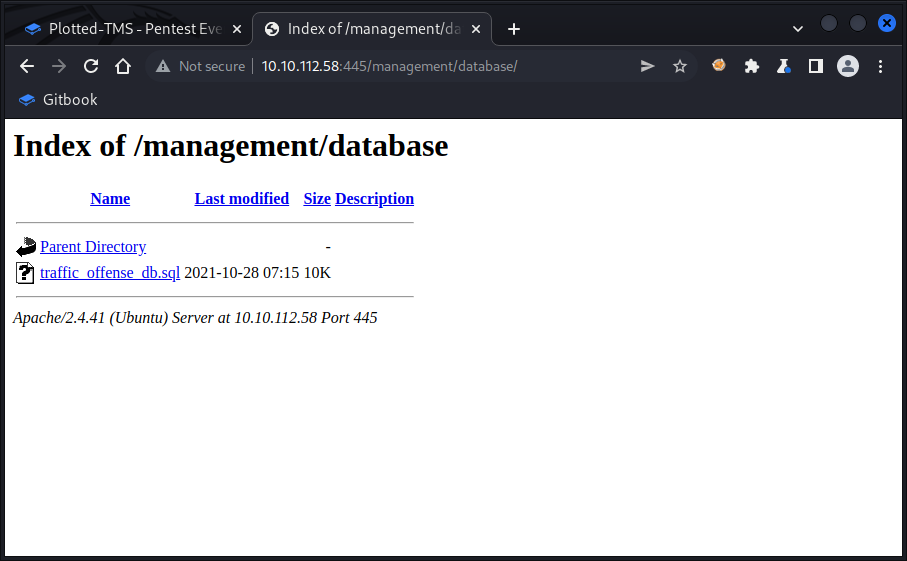 Plotted-TMS - Pentest Eve
Index of /management/da
Not secure 10.10.112.58:445/management/database/
Gitbook
Index of /management/database
Name Last modified Size Description
Parent Directory -
traffic_offense_db.sql 2021-10-28 07:15 10K
Apache/2.4.41 (Ubuntu) Server at 10.10.112.58 Port 445